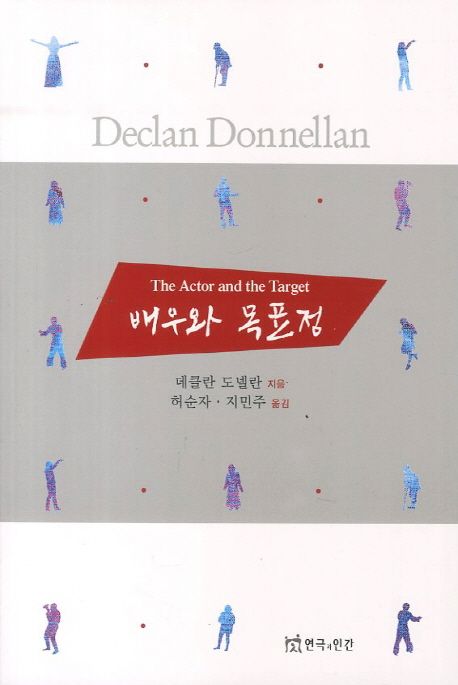 Declan Donnellan
The Actor and the Target
배우와 목표점
데클란 도넬란 지음
허순자 · 지민주 옮김
연극과인간